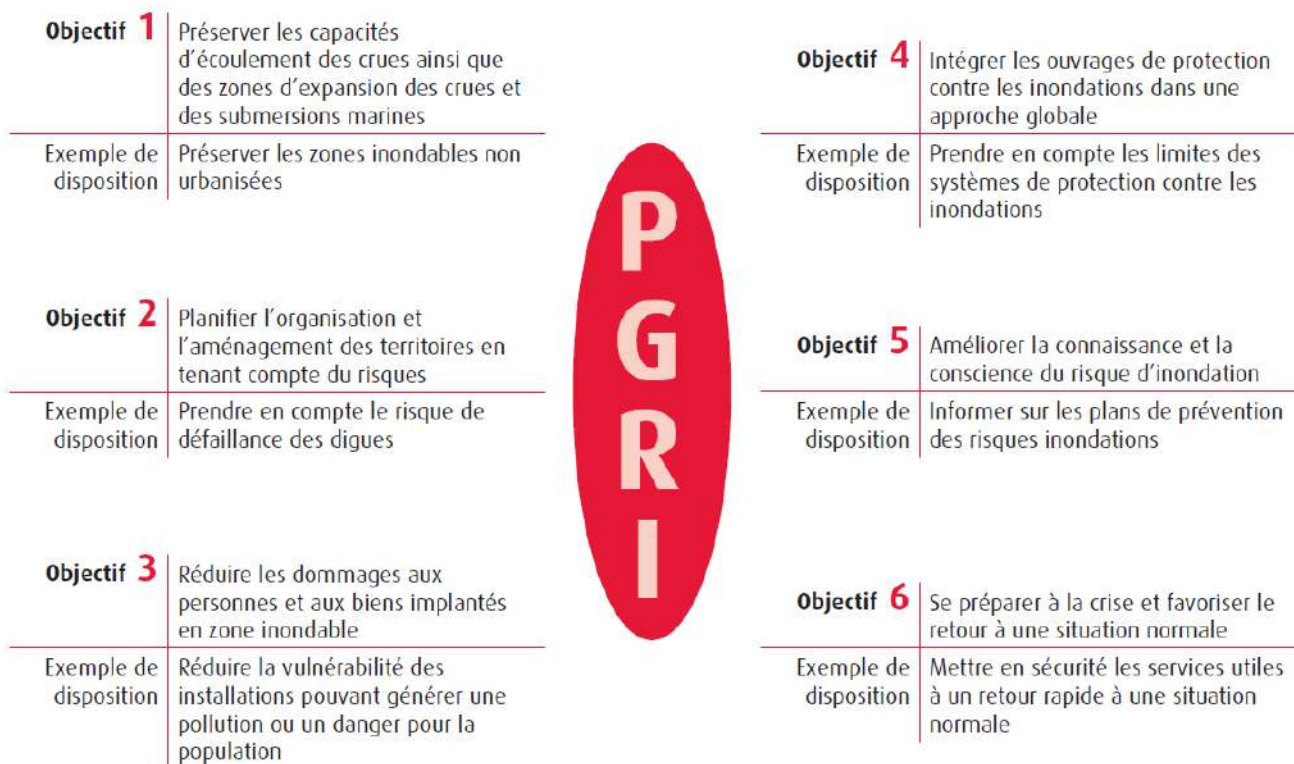 Objectif 1 Préserver les capacités
d'écoulement des crues ainsi que
des zones d'expansion des crues et
des submersions marines
Exemple de Préserver les zones inondables non
disposition urbanisées
Objectif 2 Planifier l'organisation et
l'aménagement des territoires en
tenant compte du risques
Exemple de Prendre en compte le risque de
disposition défaillance des digues
Objectif 3 Réduire les dommages aux
personnes et aux biens implantés
en zone inondable
Exemple de Réduire la vulnérabilité des
disposition installations pouvant générer une
pollution ou un danger pour la
population
P
G
R
I
Objectif 4 Intégrer les ouvrages de protection
contre les inondations dans une
approche globale
Exemple de Prendre en compte les limites des
disposition systèmes de protection contre les
inondations
Objectif 5 Améliorer la connaissance et la
conscience du risque d'inondation
Exemple de Informer sur les plans de prévention
disposition des risques inondations
Objectif 6 Se préparer à la crise et favoriser le
retour à une situation normale
Exemple de Mettre en sécurité les services utiles
disposition à un retour rapide à une situation
normale